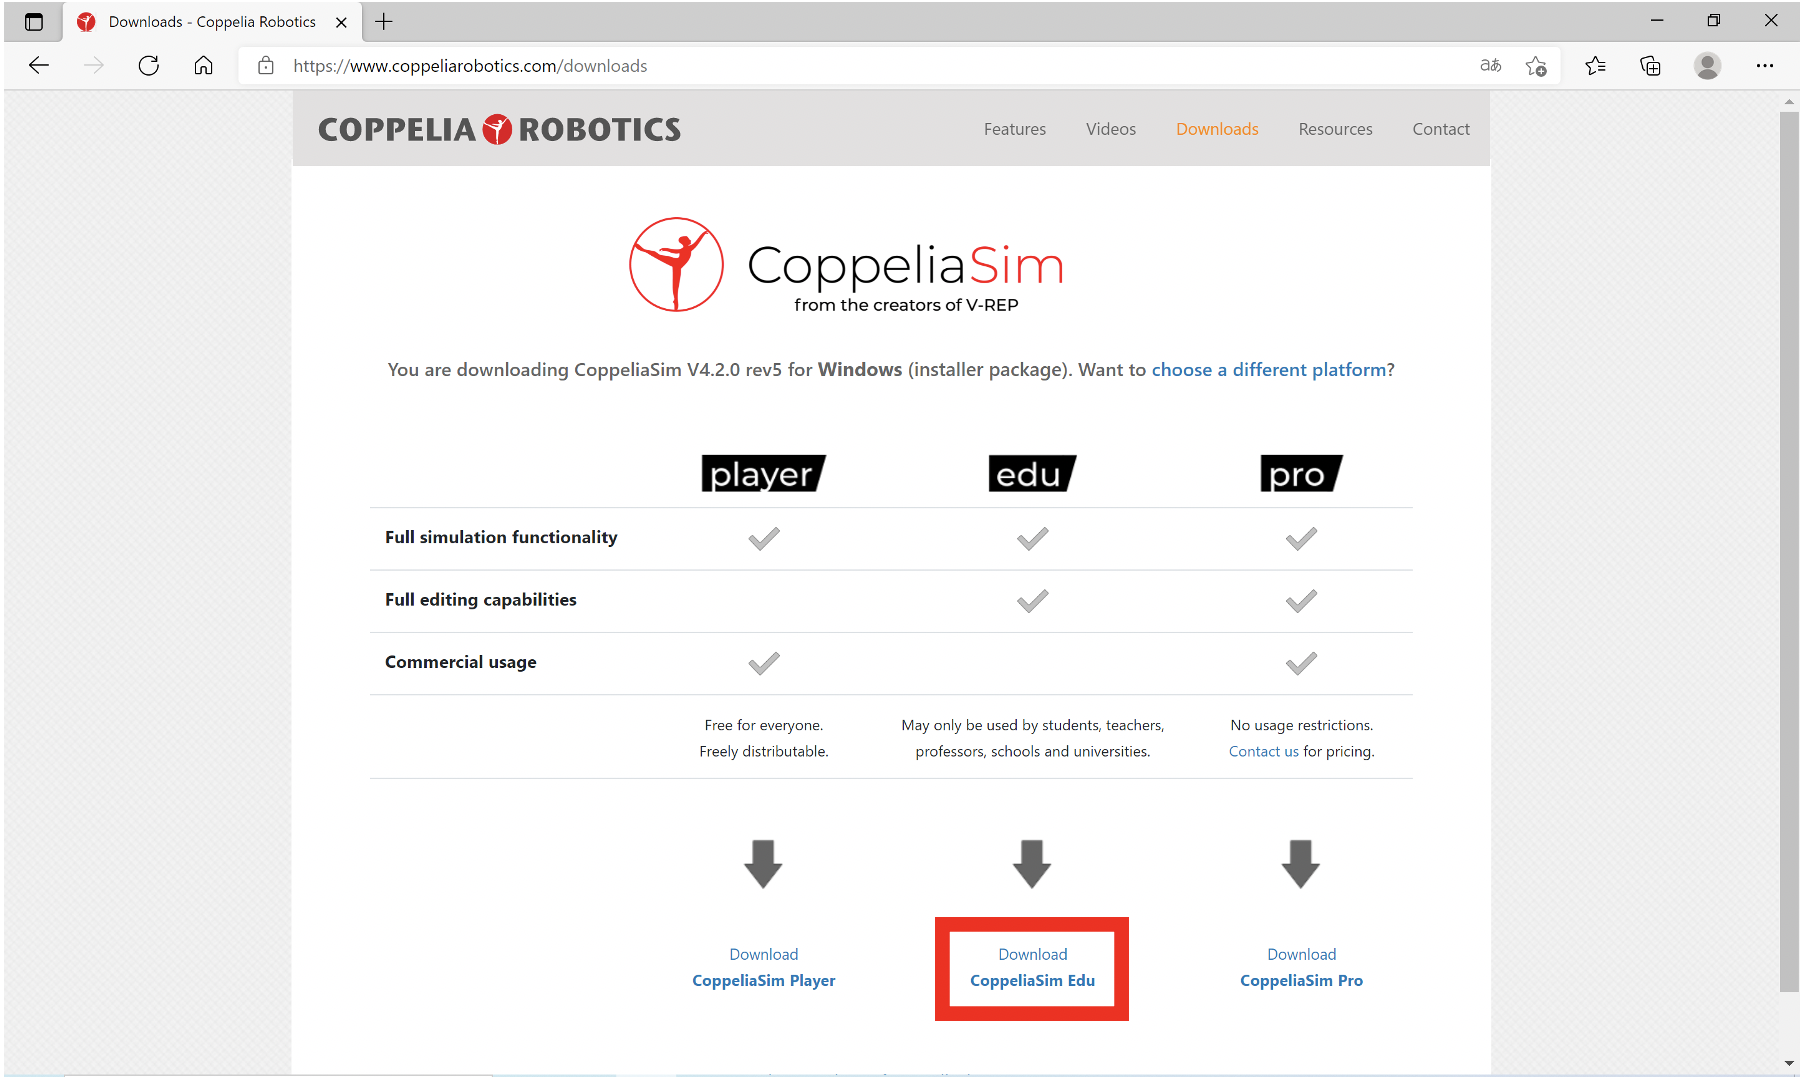 Downloads - Coppelia Robotics
https://www.coppeliarobotics.com/downloads
aあ
COPPELIA ROBOTICS
Features Videos Downloads Resources Contact
CoppeliaSim
from the creators of V-REP
You are downloading CoppeliaSim V4.2.0 rev5 for Windows (installer package). Want to choose a different platform?
player edu pro
Full simulation functionality
Full editing capabilities
Commercial usage
Free for everyone.
Freely distributable.
May only be used by students, teachers,
professors, schools and universities.
No usage restrictions.
Contact us for pricing.
Download
CoppeliaSim Player
Download
CoppeliaSim Edu
Download
CoppeliaSim Pro